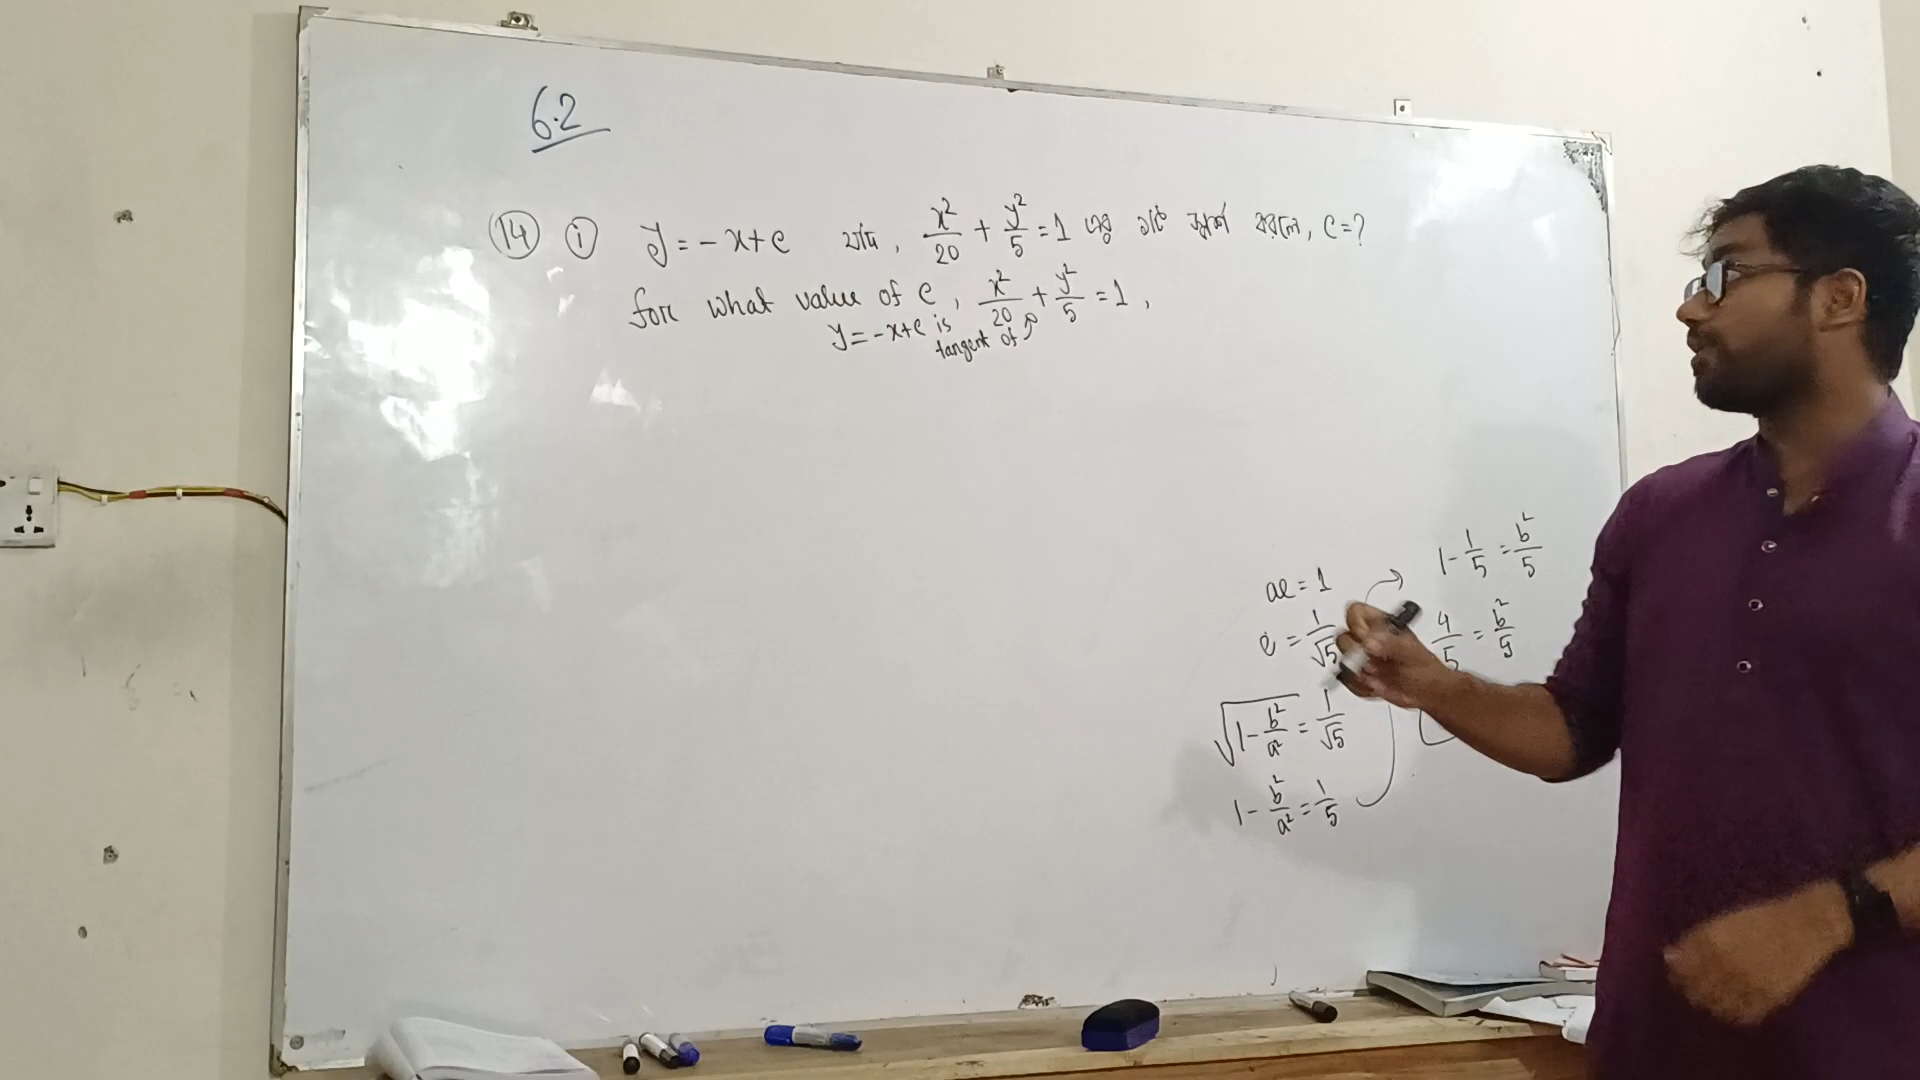 6.2
14 i y = -x+c যদি, x²/20 + y²/5 = 1 এর স্পর্শ করলে, c=?
for what value of c, x²/20 + y²/5 = 1,
y = -x+c is
tangent of
ae = 1
e = 1/√5
√(1 - b²/a²) = 1/√5
1 - b²/a² = 1/5
1 - 1/5 = b²/5
4/5 = b²/5